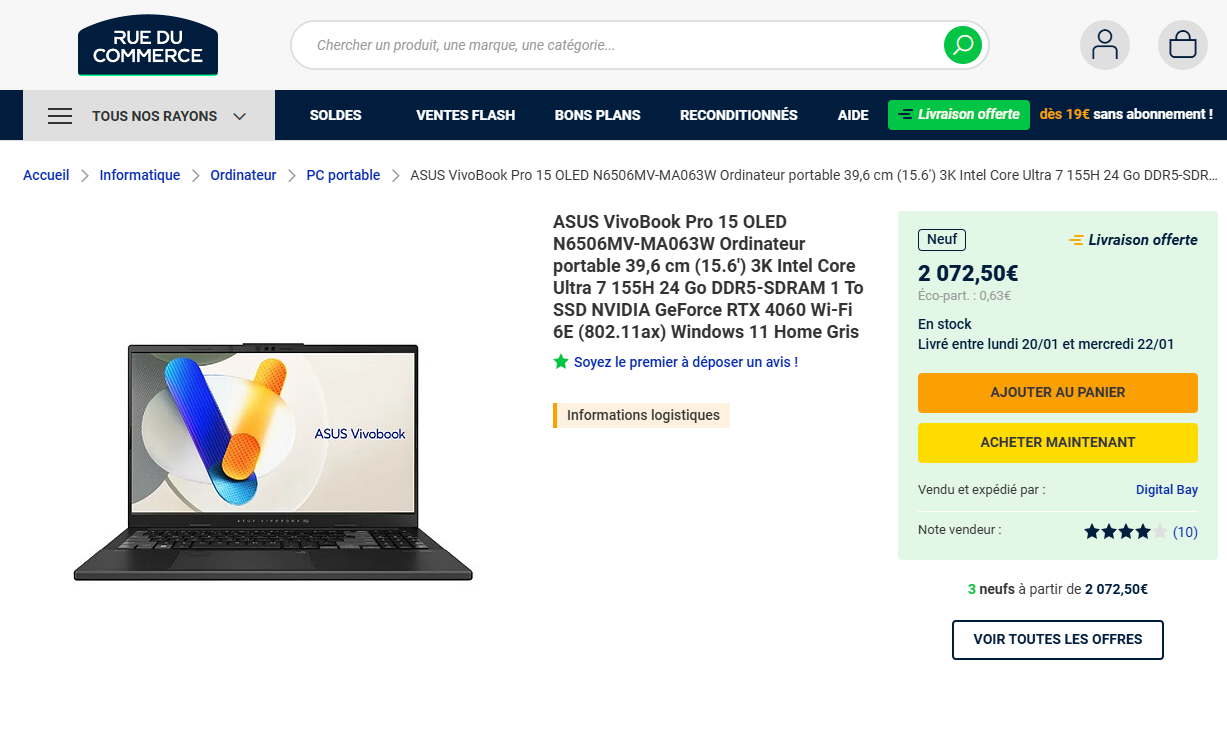 RUE DU
COMMERCE
Chercher un produit, une marque, une catégorie...
TOUS NOS RAYONS
SOLDES
VENTES FLASH
BONS PLANS
RECONDITIONNÉS
AIDE
Livraison offerte
dès 19€ sans abonnement !
Accueil
Informatique
Ordinateur
PC portable
ASUS VivoBook Pro 15 OLED N6506MV-MA063W Ordinateur portable 39,6 cm (15.6') 3K Intel Core Ultra 7 155H 24 Go DDR5-SDR...
ASUS Vivobook
ASUS VivoBook Pro 15 OLED
N6506MV-MA063W Ordinateur
portable 39,6 cm (15.6') 3K Intel Core
Ultra 7 155H 24 Go DDR5-SDRAM 1 To
SSD NVIDIA GeForce RTX 4060 Wi-Fi
6E (802.11ax) Windows 11 Home Gris
Soyez le premier à déposer un avis !
Informations logistiques
Neuf
Livraison offerte
2 072,50€
Éco-part. : 0,63€
En stock
Livré entre lundi 20/01 et mercredi 22/01
AJOUTER AU PANIER
ACHETER MAINTENANT
Vendu et expédié par :
Digital Bay
Note vendeur :
(10)
3 neufs à partir de 2 072,50€
VOIR TOUTES LES OFFRES